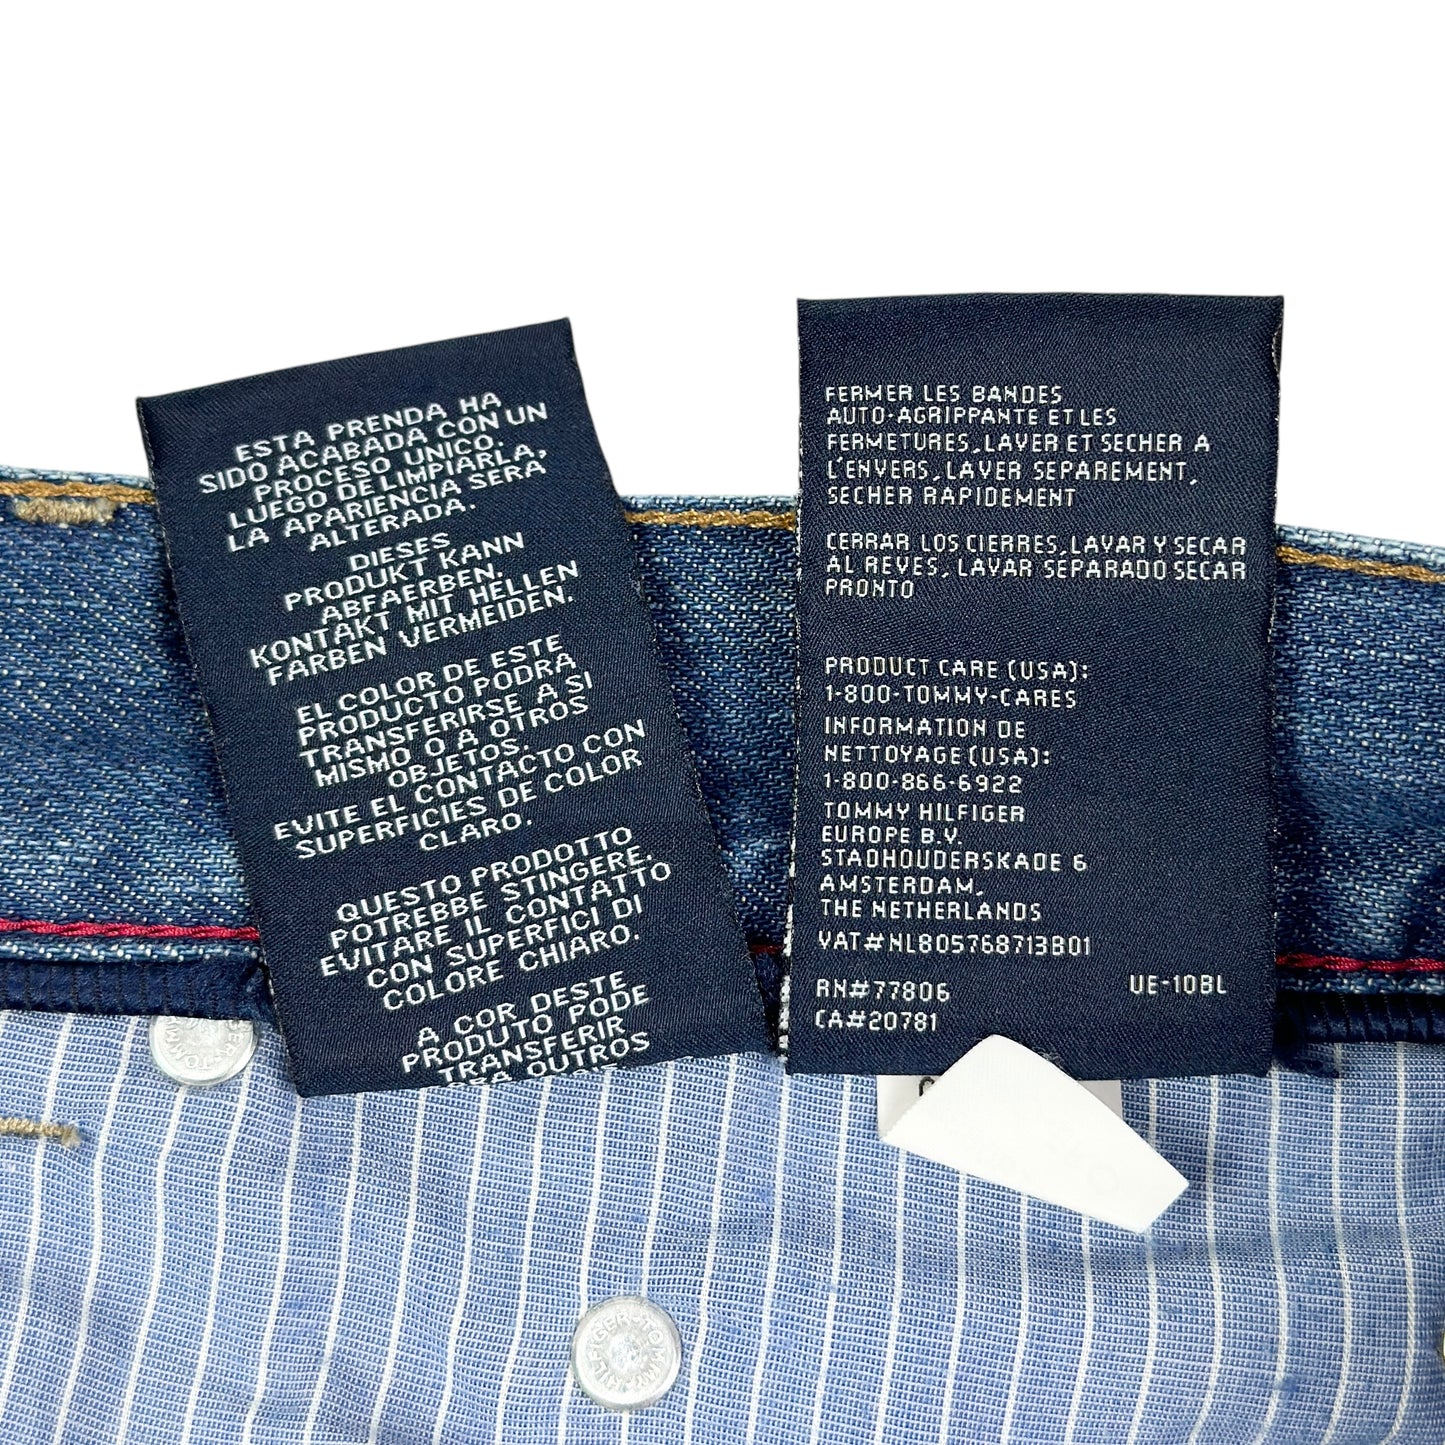 ESTA PRENDA HA
SIDO ACABADA CON UN
PROCESO UNICO.
LUEGO DE LIMPIARLA,
LA APARIENCIA SERA
ALTERADA.
DIESES
PRODUKT KANN
ABFAERBEN.
KONTAKT MIT HELLEN
FARBEN VERMEIDEN.
EL COLOR DE ESTE
PRODUCTO PODRA
TRANSFERIRSE A SI
MISMO O A OTROS
OBJETOS.
EVITE EL CONTACTO CON
SUPERFICIES DE COLOR
CLARO.
QUESTO PRODOTTO
POTREBBE STINGERE.
EVITARE IL CONTATTO
CON SUPERFICI DI
COLORE CHIARO.
A COR DESTE
PRODUTO PODE
TRANSFERIR
OUTROS
FERMER LES BANDES
AUTO-AGRIPPANTE ET LES
FERMETURES, LAVER ET SECHER A
L'ENVERS, LAVER SEPAREMENT,
SECHER RAPIDEMENT
CERRAR LOS CIERRES, LAVAR Y SECAR
AL REVES, LAVAR SEPARADO SECAR
PRONTO
PRODUCT CARE (USA):
1-800-TOMMY-CARES
INFORMATION DE
NETTOYAGE (USA):
1-800-866-6922
TOMMY HILFIGER
EUROPE B.V.
STADHOUDERSKADE 6
AMSTERDAM,
THE NETHERLANDS
VAT#NL805768713B01
RN#77806 UE-10BL
CA#20781
HILFIGER TOMMY